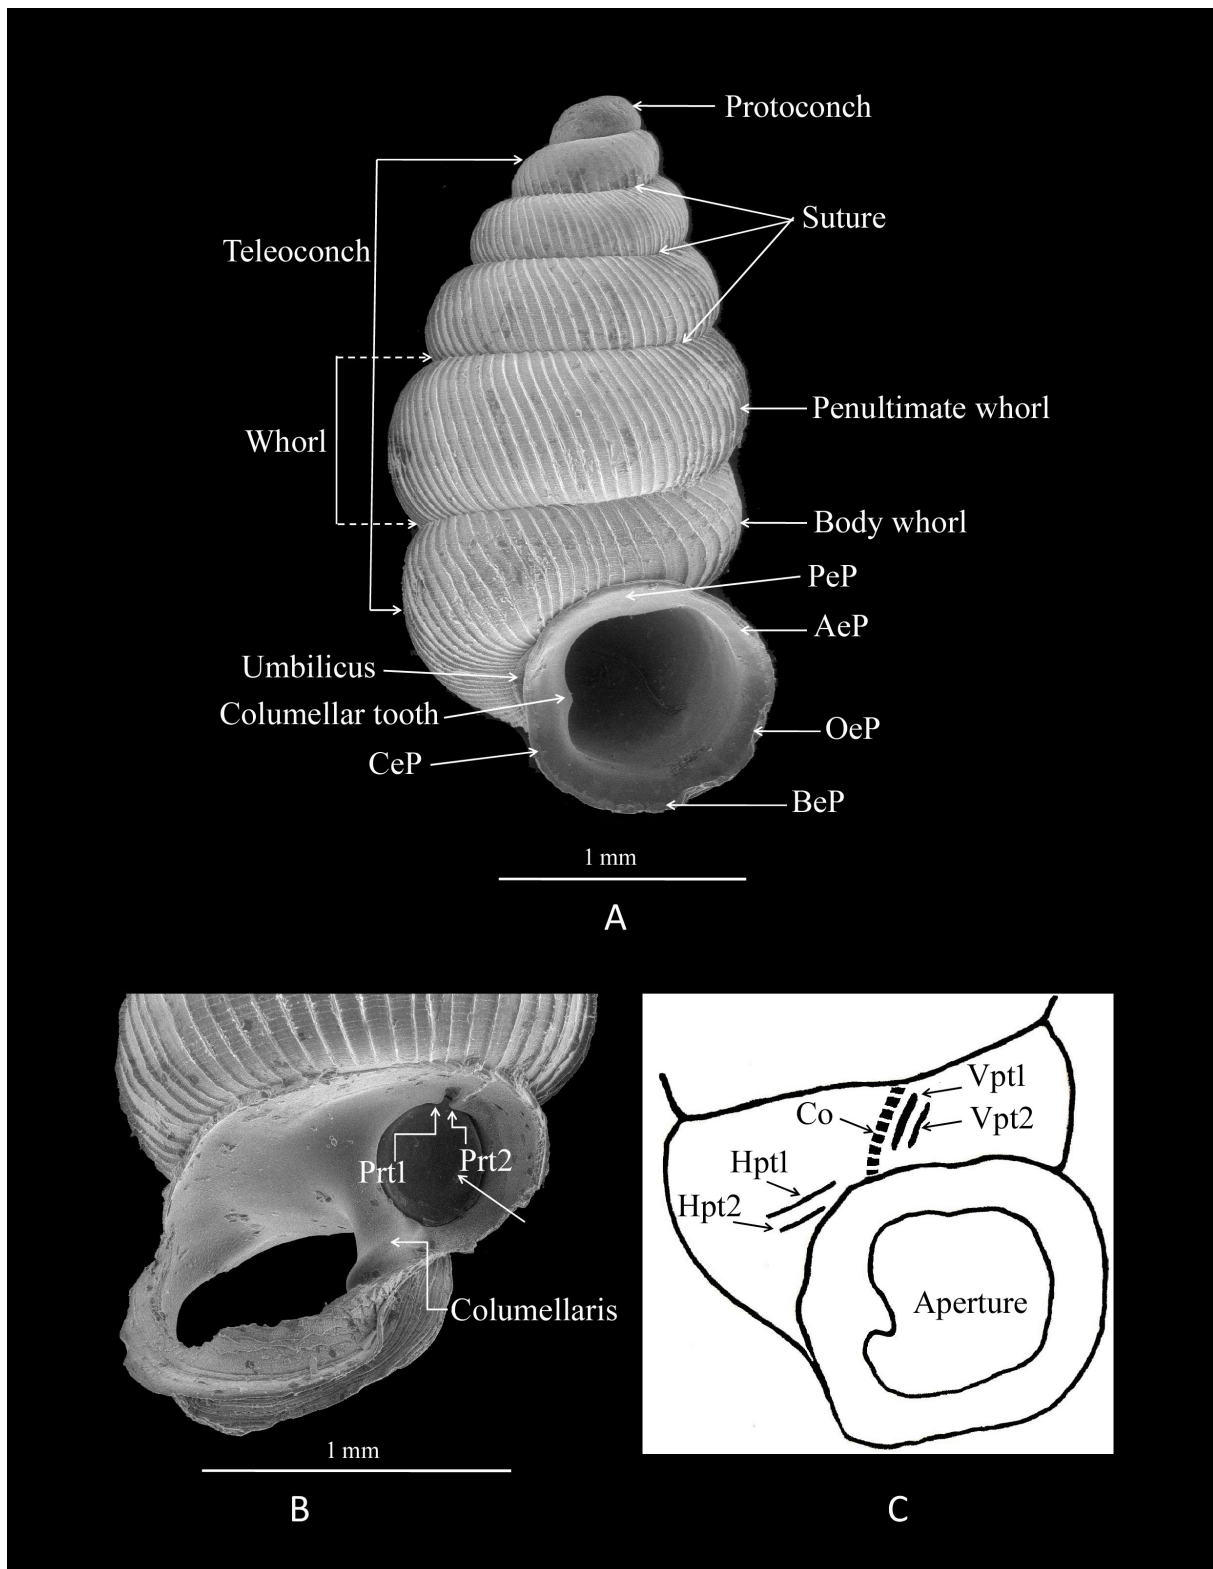 Protoconch
Suture
Teleoconch
Penultimate whorl
Whorl
Body whorl
PeP
AeP
Umbilicus
Columellar tooth
OeP
CeP
BeP
1 mm
A
Prt1
Prt2
Columellaris
1 mm
B
Vpt1
Co
Vpt2
Hpt1
Hpt2
Aperture
C